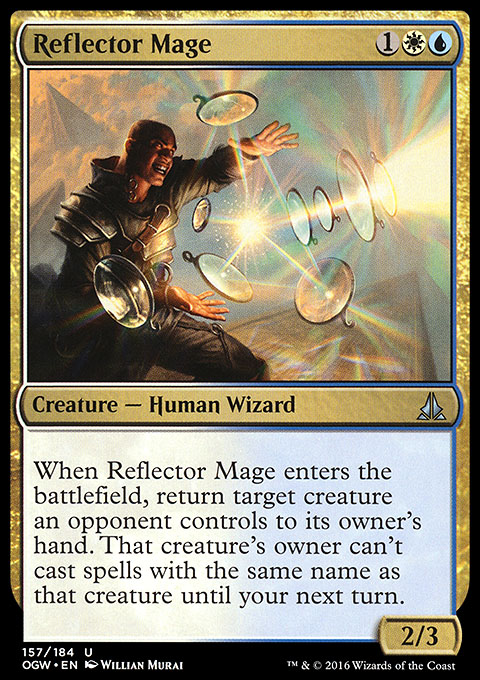 Reflector Mage 1
Creature — Human Wizard
When Reflector Mage enters the
battlefield, return target creature
an opponent controls to its owner's
hand. That creature's owner can't
cast spells with the same name as
that creature until your next turn.
2/3
157/184 U
OGW • EN Willian Murai
™ & © 2016 Wizards of the Coast